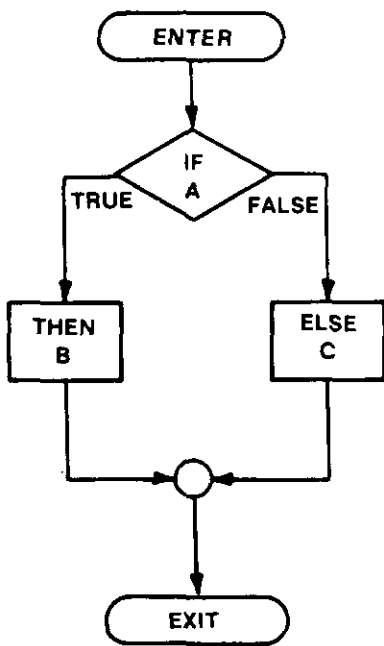 ENTER
IF
A
TRUE
FALSE
THEN
B
ELSE
C
EXIT